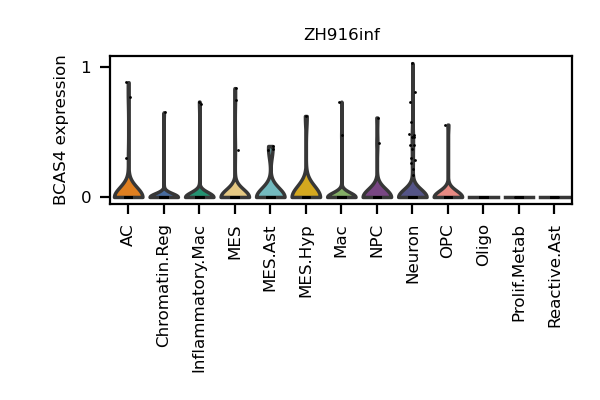 ZH916inf
BCAS4 expression
1
0
AC
Chromatin.Reg
Inflammatory.Mac
MES
MES.Ast
MES.Hyp
Mac
NPC
Neuron
OPC
Oligo
Prolif.Metab
Reactive.Ast